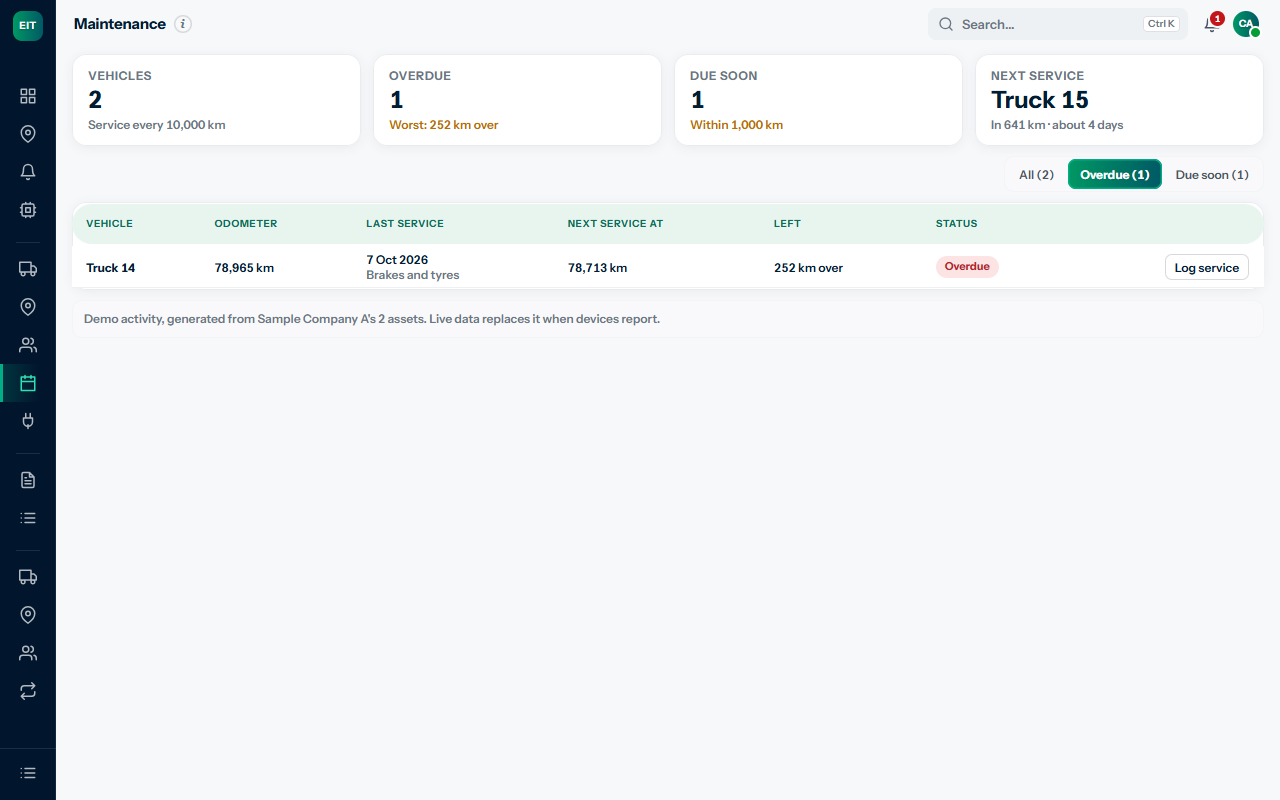 EIT
Maintenance i
Search... Ctrl K
1
CA
VEHICLES
2
Service every 10,000 km
OVERDUE
1
Worst: 252 km over
DUE SOON
1
Within 1,000 km
NEXT SERVICE
Truck 15
In 641 km · about 4 days
All (2) Overdue (1) Due soon (1)
VEHICLE ODOMETER LAST SERVICE NEXT SERVICE AT LEFT STATUS
Truck 14 78,965 km 7 Oct 2026 78,713 km 252 km over Overdue Log service
Brakes and tyres
Demo activity, generated from Sample Company A's 2 assets. Live data replaces it when devices report.